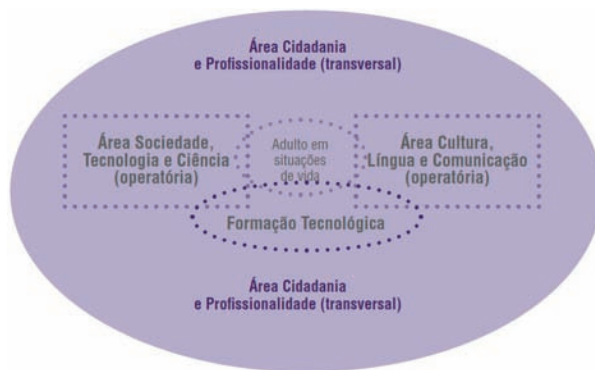 Área Cidadania
e Profissionalidade (transversal)
Área Sociedade,
Tecnologia e Ciência
(operatória)
Adulto em
situações
de vida
Área Cultura,
Língua e Comunicação
(operatória)
Formação Tecnológica
Área Cidadania
e Profissionalidade (transversal)